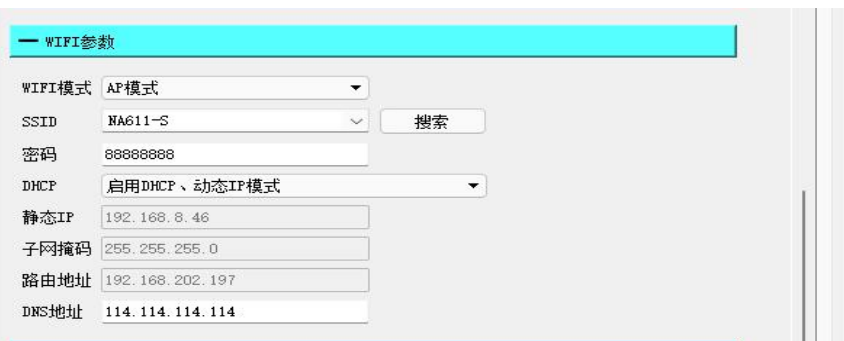 WIFI参数
WIFI模式 AP模式
SSID NA611-S 搜索
密码 88888888
DHCP 启用DHCP、动态IP模式
静态IP 192.168.8.46
子网掩码 255.255.255.0
路由地址 192.168.202.197
DNS地址 114.114.114.114